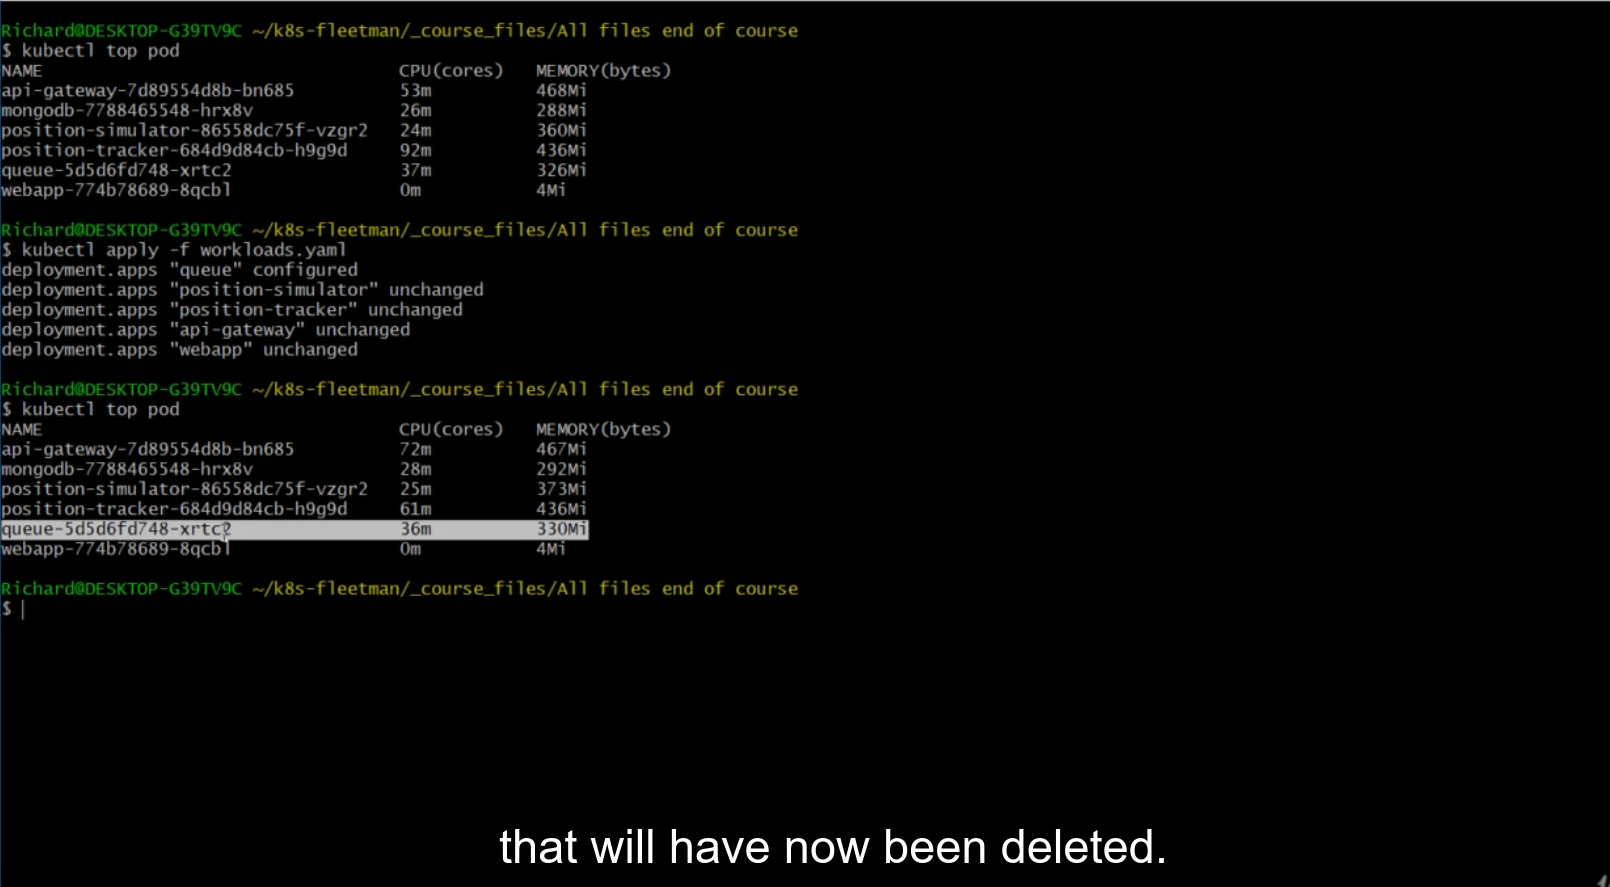 Richard@DESKTOP-G39TV9C ~/k8s-fleetman/_course_files/All files end of course
$ kubectl top pod
NAME CPU(cores) MEMORY(bytes)
api-gateway-7d89554d8b-bn685 53m 468Mi
mongodb-7788465548-hrx8v 26m 288Mi
position-simulator-86558dc75f-vzgr2 24m 360Mi
position-tracker-684d9d84cb-h9g9d 92m 436Mi
queue-5d5d6fd748-xrtc2 37m 326Mi
webapp-774b78689-8qcbl 0m 4Mi
Richard@DESKTOP-G39TV9C ~/k8s-fleetman/_course_files/All files end of course
$ kubectl apply -f workloads.yaml
deployment.apps "queue" configured
deployment.apps "position-simulator" unchanged
deployment.apps "position-tracker" unchanged
deployment.apps "api-gateway" unchanged
deployment.apps "webapp" unchanged
Richard@DESKTOP-G39TV9C ~/k8s-fleetman/_course_files/All files end of course
$ kubectl top pod
NAME CPU(cores) MEMORY(bytes)
api-gateway-7d89554d8b-bn685 72m 467Mi
mongodb-7788465548-hrx8v 28m 292Mi
position-simulator-86558dc75f-vzgr2 25m 373Mi
position-tracker-684d9d84cb-h9g9d 61m 436Mi
queue-5d5d6fd748-xrtc2 36m 330Mi
webapp-774b78689-8qcbl 0m 4Mi
Richard@DESKTOP-G39TV9C ~/k8s-fleetman/_course_files/All files end of course
$
that will have now been deleted.